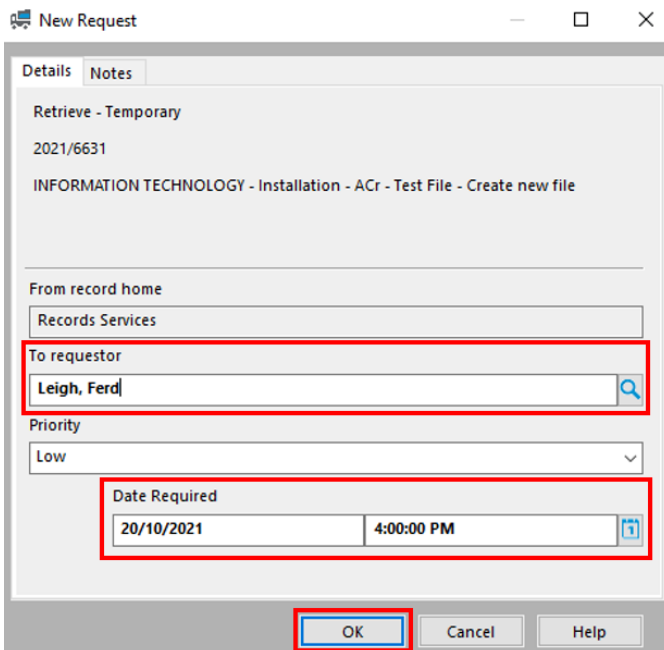 New Request
Details Notes
Retrieve - Temporary
2021/6631
INFORMATION TECHNOLOGY - Installation - ACr - Test File - Create new file
From record home
Records Services
To requestor
Leigh, Ferd
Priority
Low
Date Required
20/10/2021 4:00:00 PM
1
OK Cancel Help